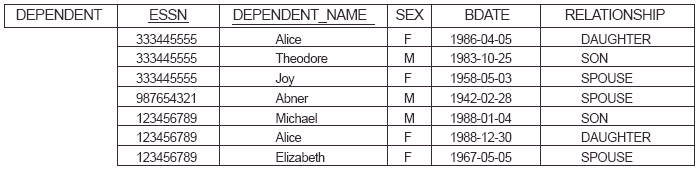 DEPENDENT ESSN DEPENDENT_NAME SEX BDATE RELATIONSHIP
333445555 Alice F 1986-04-05 DAUGHTER
333445555 Theodore M 1983-10-25 SON
333445555 Joy F 1958-05-03 SPOUSE
987654321 Abner M 1942-02-28 SPOUSE
123456789 Michael M 1988-01-04 SON
123456789 Alice F 1988-12-30 DAUGHTER
123456789 Elizabeth F 1967-05-05 SPOUSE